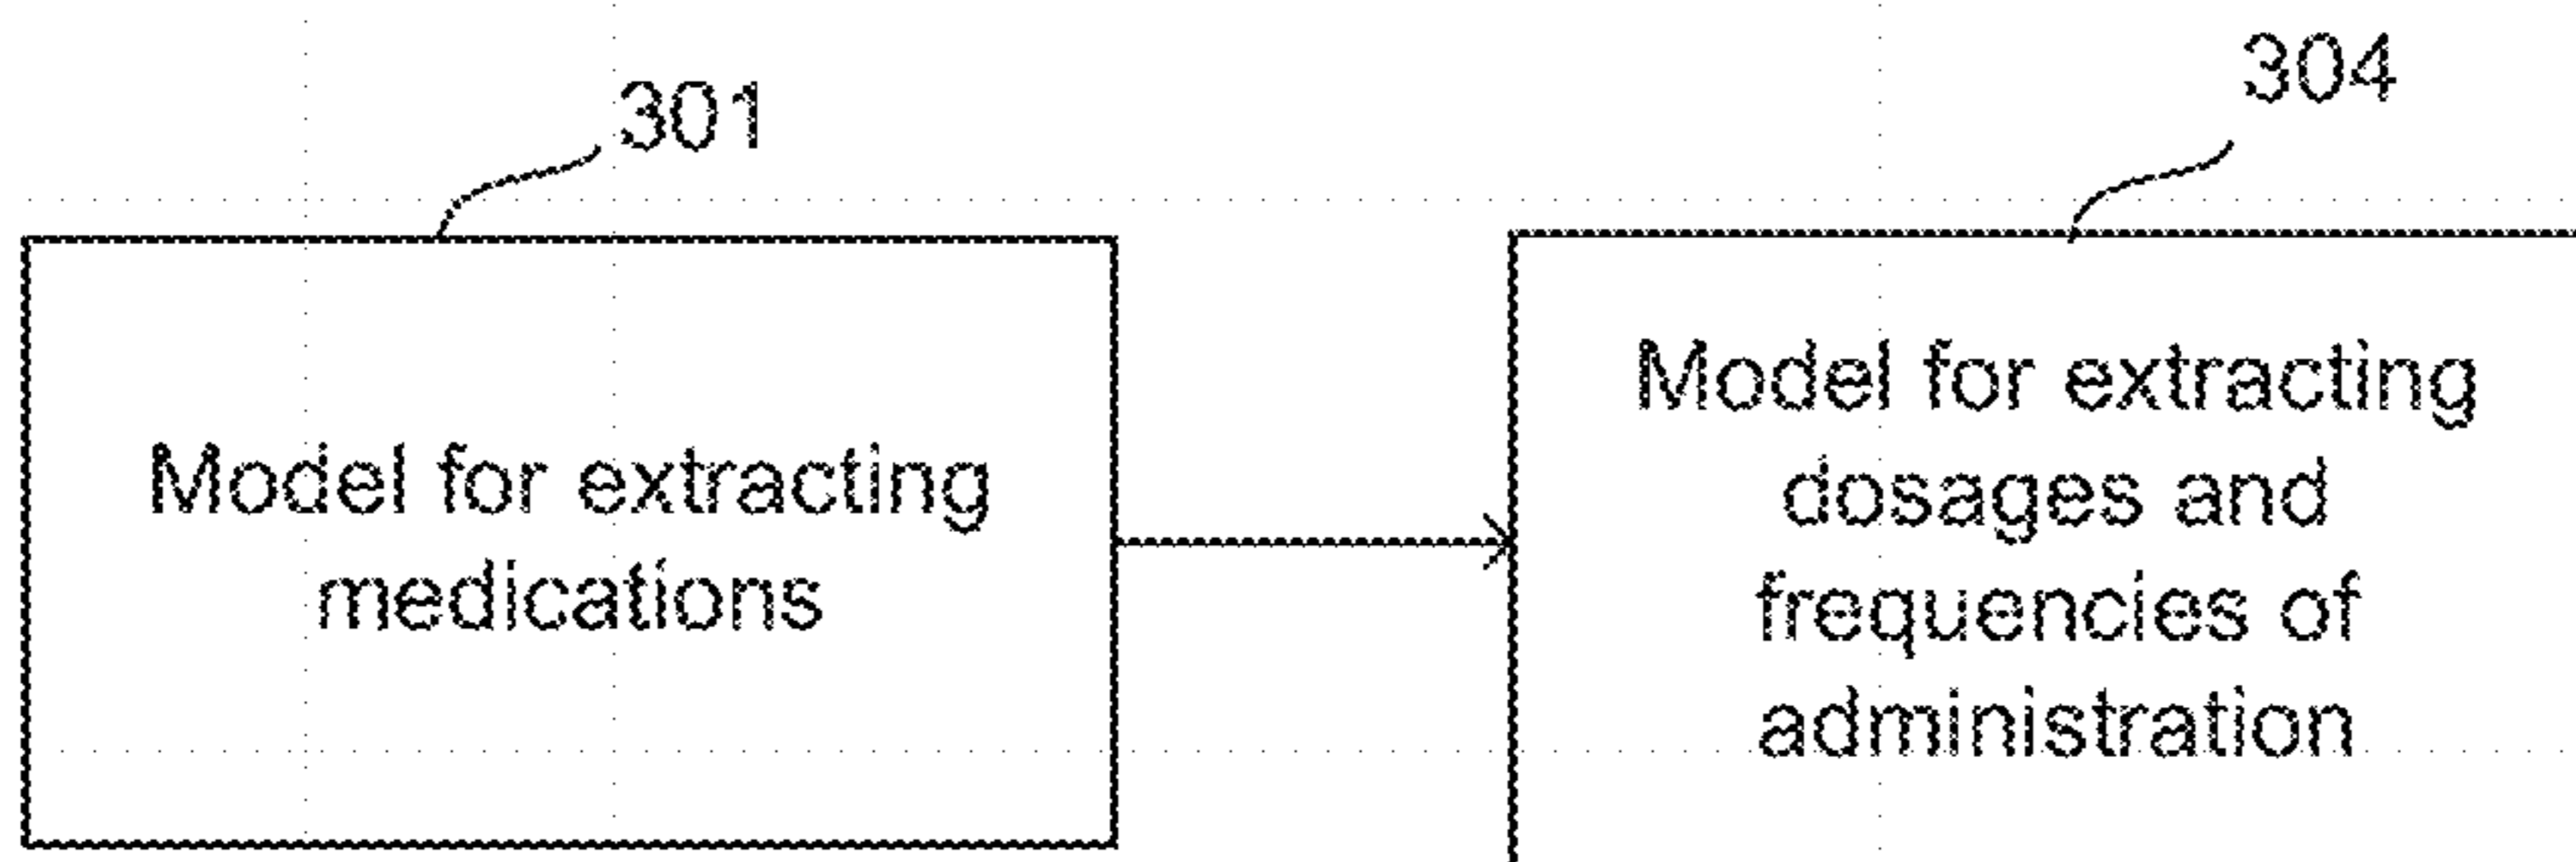 301
304
Model for extracting
medications
Model for extracting
dosages and
frequencies of
administration